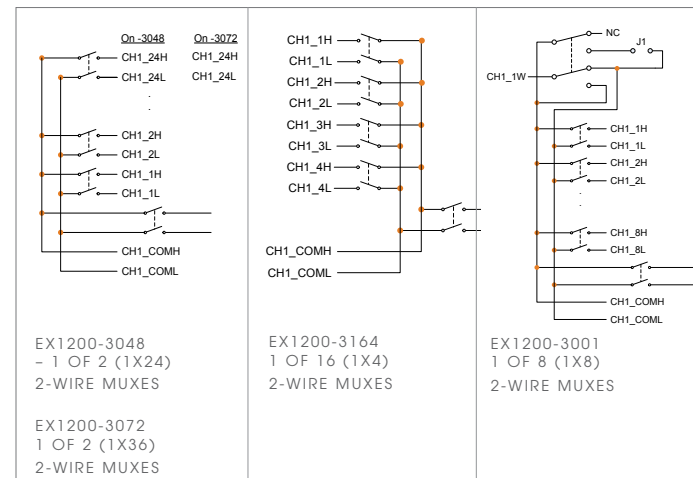 On -3048 On -3072
CH1_24H CH1_24H
CH1_24L CH1_24L
CH1_2H
CH1_2L
CH1_1H
CH1_1L
CH1_COMH
CH1_COML
EX1200-3048
– 1 OF 2 (1X24)
2-WIRE MUXES
EX1200-3072
1 OF 2 (1X36)
2-WIRE MUXES
CH1_1H
CH1_1L
CH1_2H
CH1_2L
CH1_3H
CH1_3L
CH1_4H
CH1_4L
CH1_COMH
CH1_COML
EX1200-3164
1 OF 16 (1X4)
2-WIRE MUXES
NC
J1
CH1_1W
CH1_1H
CH1_1L
CH1_2H
CH1_2L
CH1_8H
CH1_8L
CH1_COMH
CH1_COML
EX1200-3001
1 OF 8 (1X8)
2-WIRE MUXES